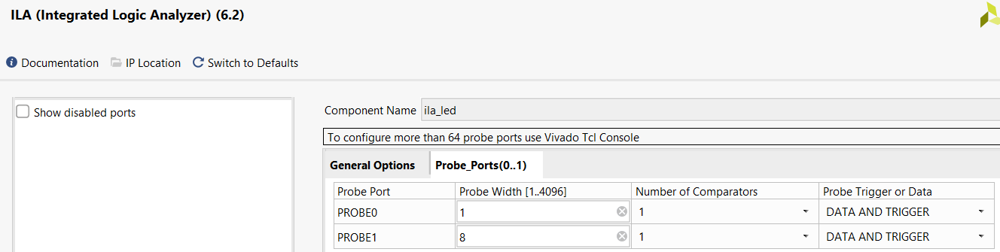 ILA (Integrated Logic Analyzer) (6.2)
Documentation IP Location Switch to Defaults
Show disabled ports
Component Name ila_led
To configure more than 64 probe ports use Vivado Tcl Console
General Options Probe_Ports(0..1)
Probe Port Probe Width [1..4096] Number of Comparators Probe Trigger or Data
PROBE0 1 1 DATA AND TRIGGER
PROBE1 8 1 DATA AND TRIGGER